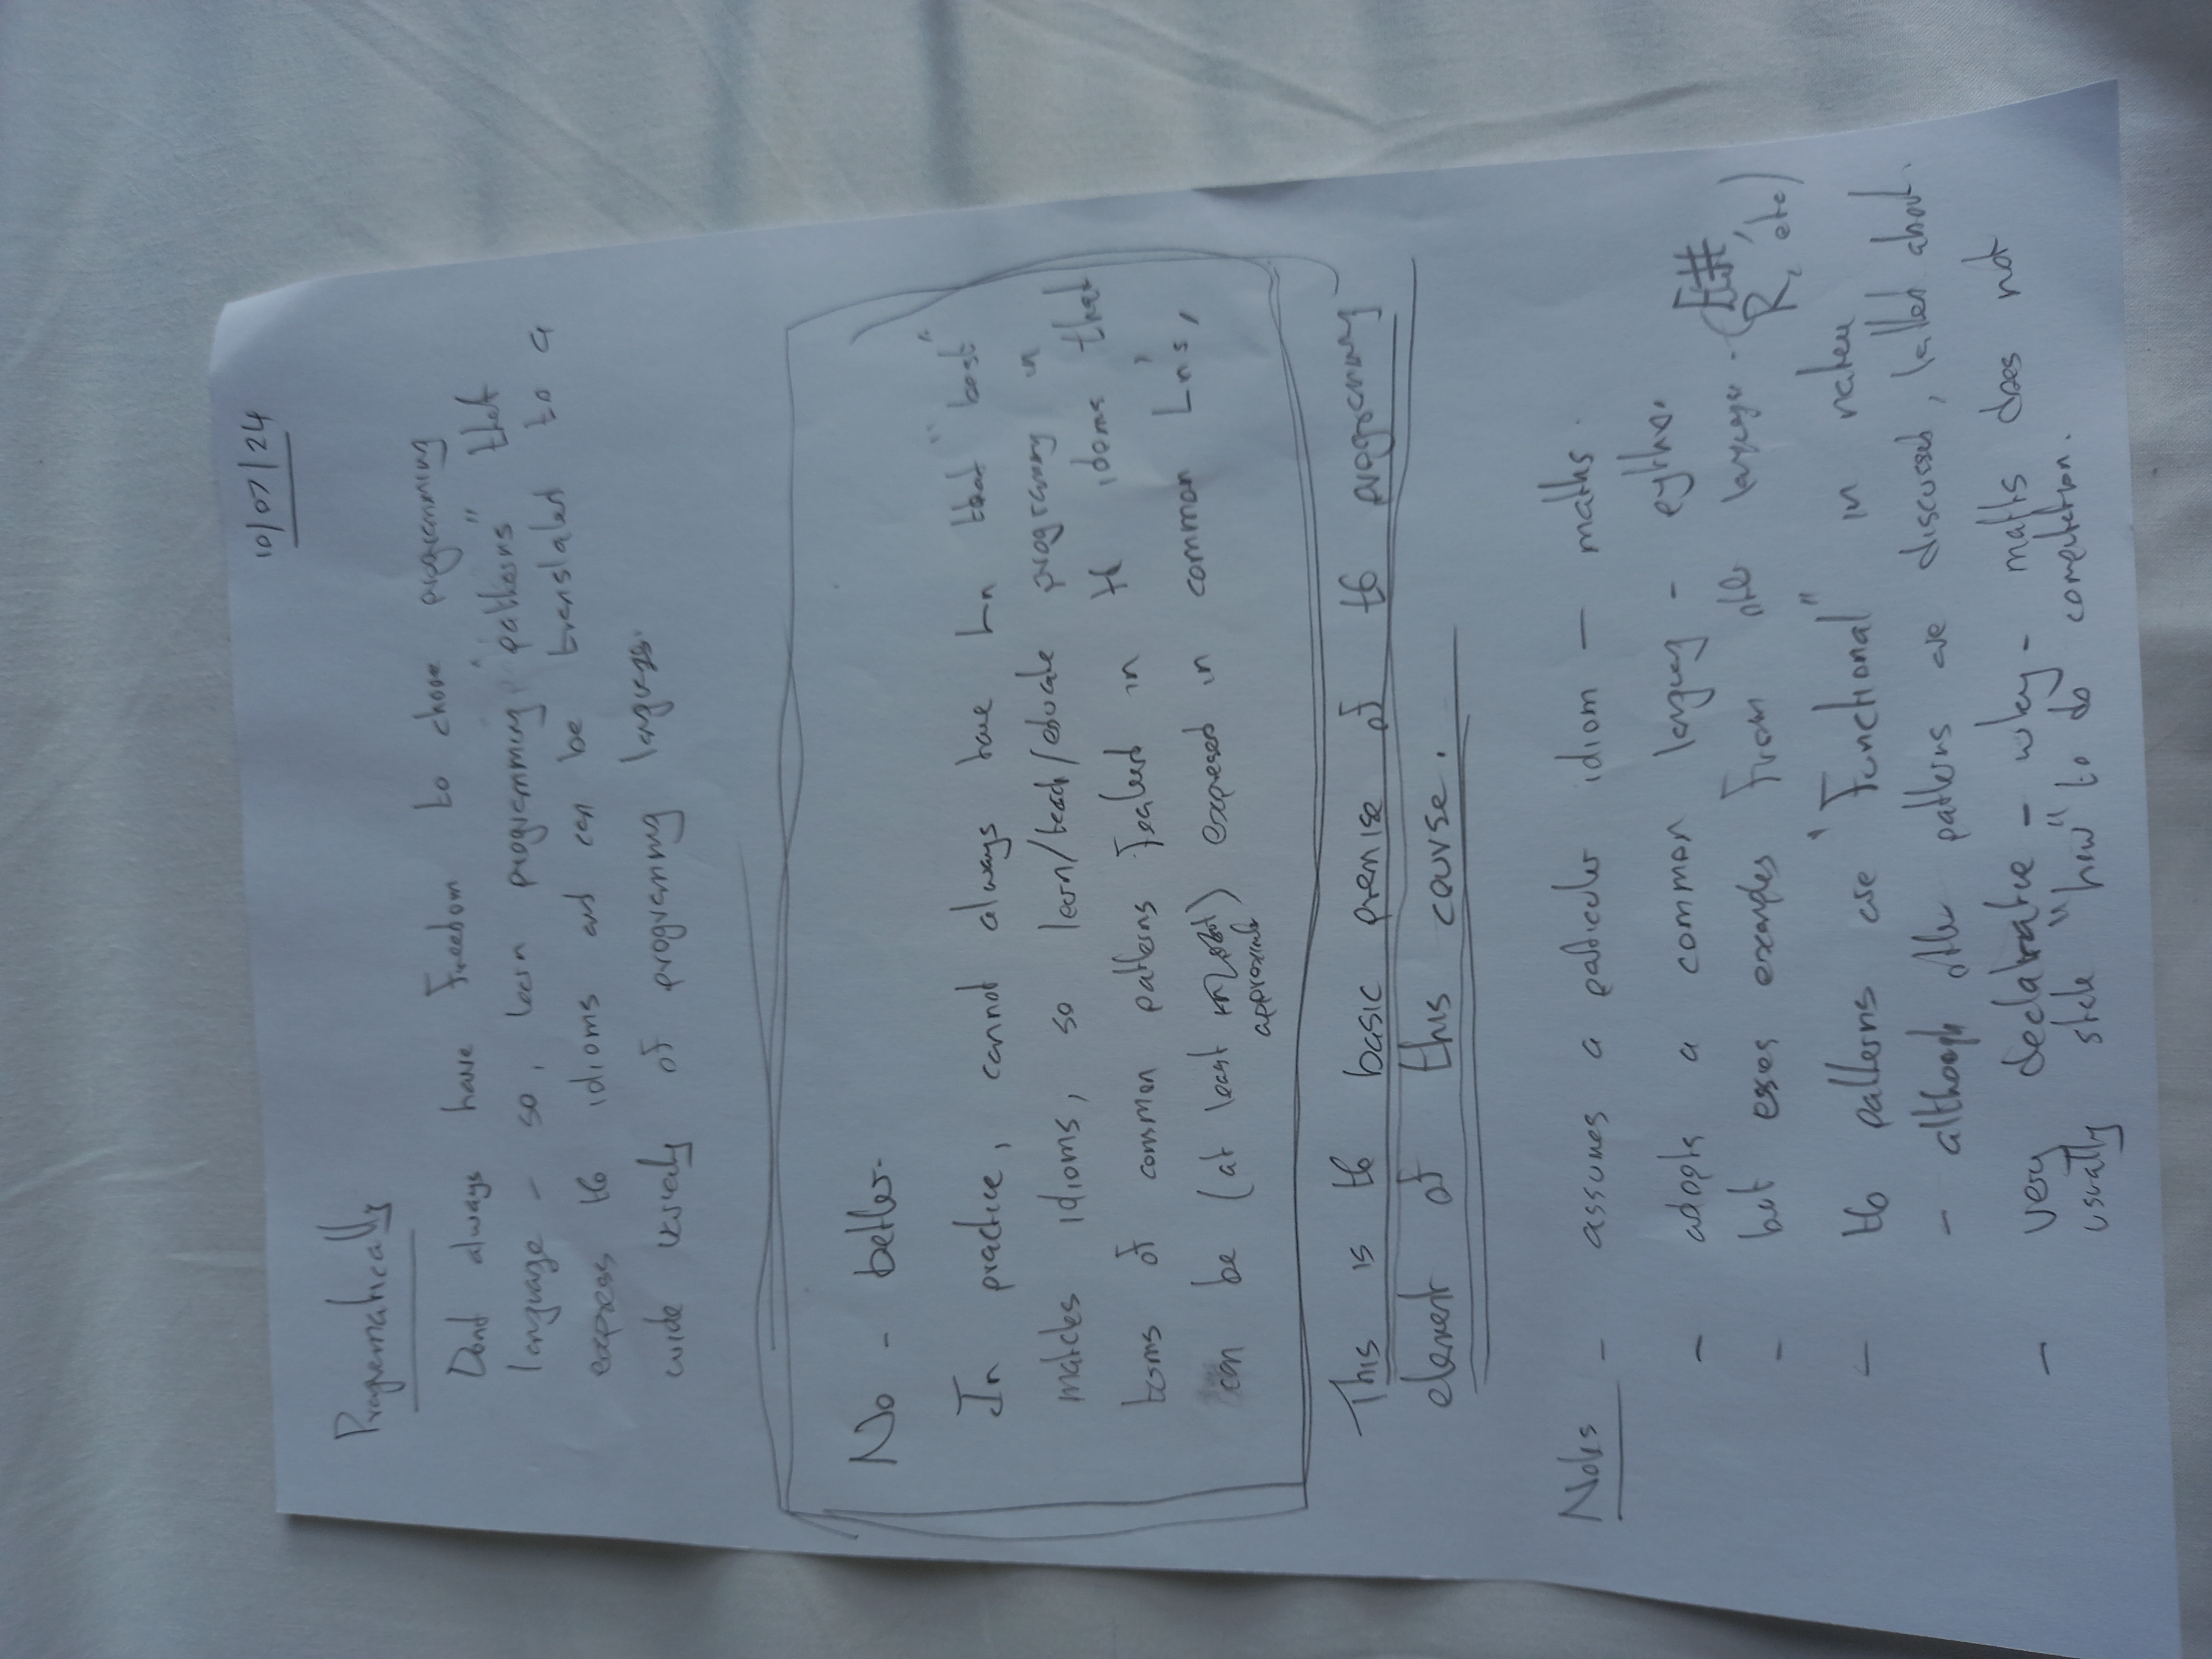 10/07/24
Pragmatically
Dont always have Freedom to choose programming
language - so, learn programming "patterns" that
express the idioms and can be translated to a
wide variety of programming languages.
No - better.
In practice, cannot always have Ln that "best"
matches idioms, so learn/teach/educate programming in
terms of common patterns featured in the idioms that
can be (at least approximate) expressed in common Ln's,
This is the basic premise of the programming
element of this course.
Notes - assumes a particular idiom - maths.
- adopts a common language - python.
- but uses examples from other languages - (F#,
R, etc)
- the patterns are "Functional" in nature
- although other patterns are discussed, talked about.
- very declarative - why - maths does not
usually state "how" to do computation.